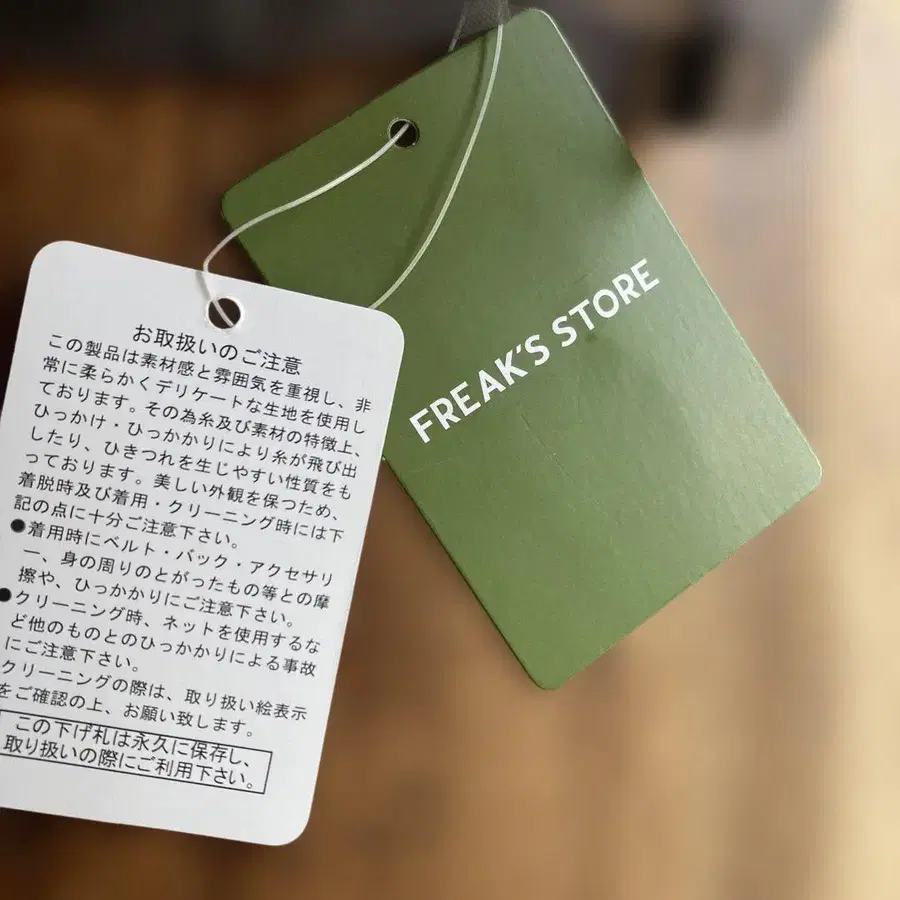 お取扱いのご注意
この製品は素材感と雰囲気を重視し、非
常に柔らかくデリケートな生地を使用し
ております。その為糸及び素材の特徴上、
ひっかけ・ひっかかりにより糸が飛び出
したり、ひきつれを生じやすい性質をも
っております。美しい外観を保つため、
着脱時及び着用・クリーニング時には下
記の点に十分ご注意下さい。
●着用時にベルト・バック・アクセサリ
ー、身の周りのとがったもの等との摩
擦や、ひっかかりにご注意下さい。
●クリーニング時、ネットを使用するな
ど他のものとのひっかかりによる事故
にご注意下さい。
クリーニングの際は、取り扱い絵表示
をご確認の上、お願い致します。
この下げ札は永久に保存し、
取り扱いの際にご利用下さい。
FREAK'S STORE